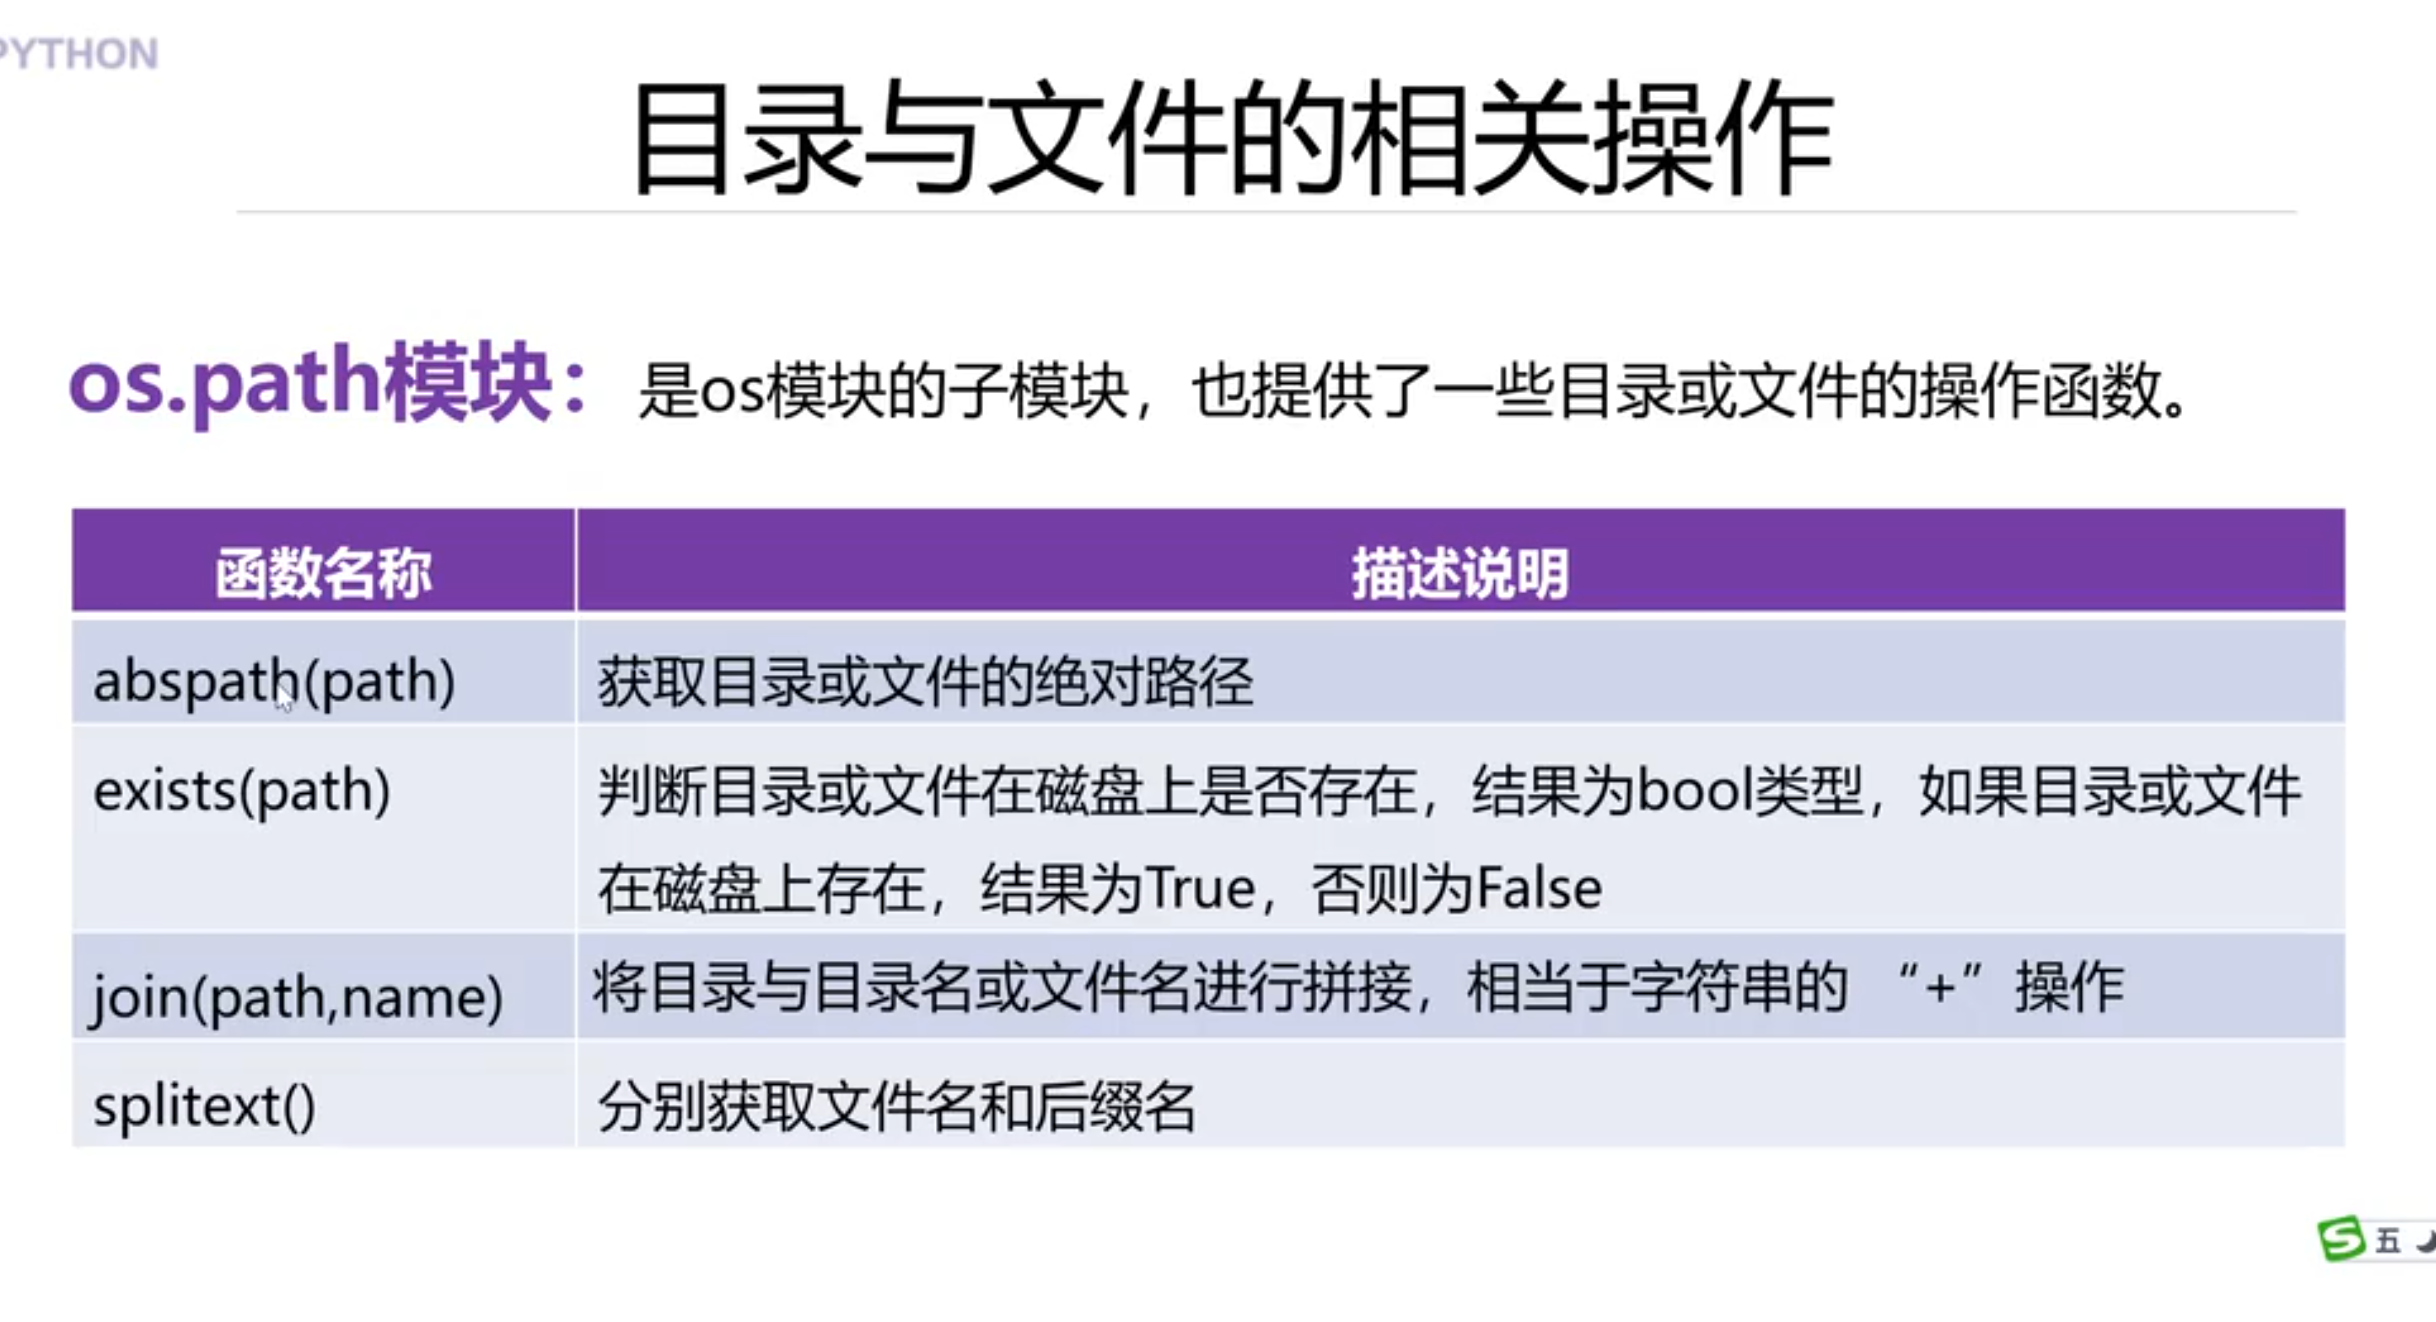 PYTHON
目录与文件的相关操作
os.path模块： 是os模块的子模块，也提供了一些目录或文件的操作函数。
函数名称 描述说明
abspath(path) 获取目录或文件的绝对路径
exists(path) 判断目录或文件在磁盘上是否存在，结果为bool类型，如果目录或文件
在磁盘上存在，结果为True，否则为False
join(path,name) 将目录与目录名或文件名进行拼接，相当于字符串的 “+”操作
splitext() 分别获取文件名和后缀名
S 五